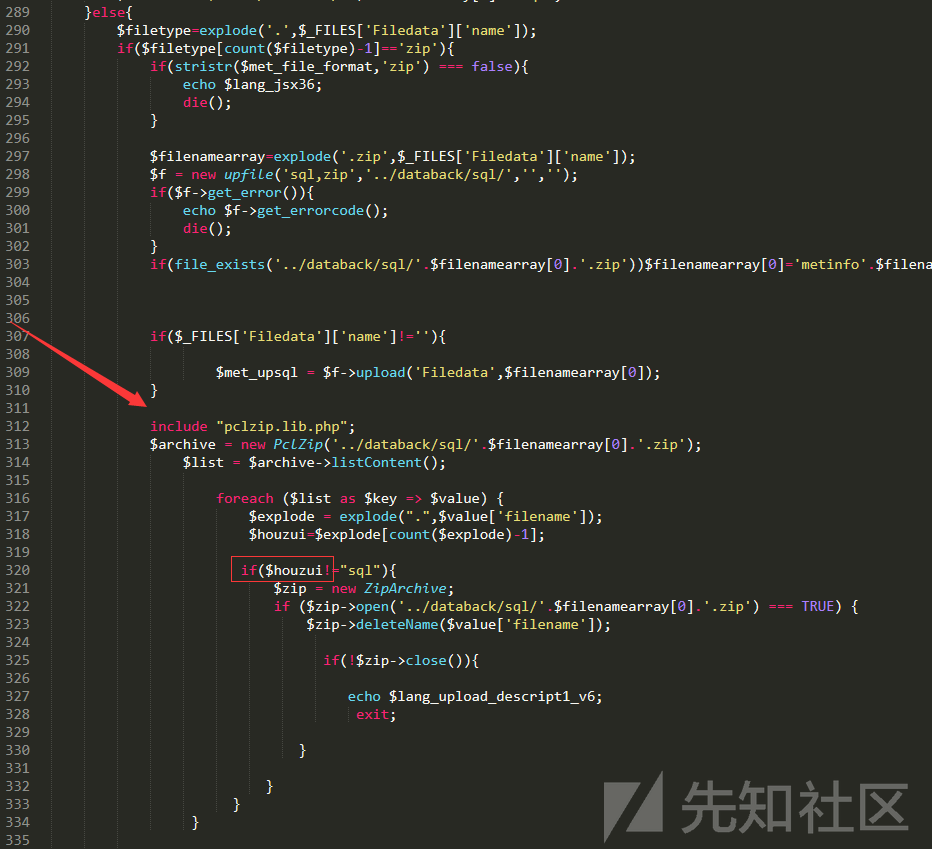 289 }else{
290 $filetype=explode('.',$_FILES['Filedata']['name']);
291 if($filetype[count($filetype)-1]=='zip'){
292 if(stristr($met_file_format,'zip') === false){
293 echo $lang_jsx36;
294 die();
295 }
296
297 $filenamearray=explode('.zip',$_FILES['Filedata']['name']);
298 $f = new upfile('sql,zip','../databack/sql/','','');
299 if($f->get_error()){
300 echo $f->get_errorcode();
301 die();
302 }
303 if(file_exists('../databack/sql/'.$filenamearray[0].'.zip'))$filenamearray[0]='metinfo'.$filena
304
305
306
307 if($_FILES['Filedata']['name']!=''){
308
309 $met_upsql = $f->upload('Filedata',$filenamearray[0]);
310 }
311
312 include "pclzip.lib.php";
313 $archive = new PclZip('../databack/sql/'.$filenamearray[0].'.zip');
314 $list = $archive->listContent();
315
316 foreach ($list as $key => $value) {
317 $explode = explode(".",$value['filename']);
318 $houzui=$explode[count($explode)-1];
319
320 if($houzui!="sql"){
321 $zip = new ZipArchive;
322 if ($zip->open('../databack/sql/'.$filenamearray[0].'.zip') === TRUE) {
323 $zip->deleteName($value['filename']);
324
325 if(!$zip->close()){
326
327 echo $lang_upload_descript1_v6;
328 exit;
329
330 }
331
332 }
333 }
334 }
335
先知社区